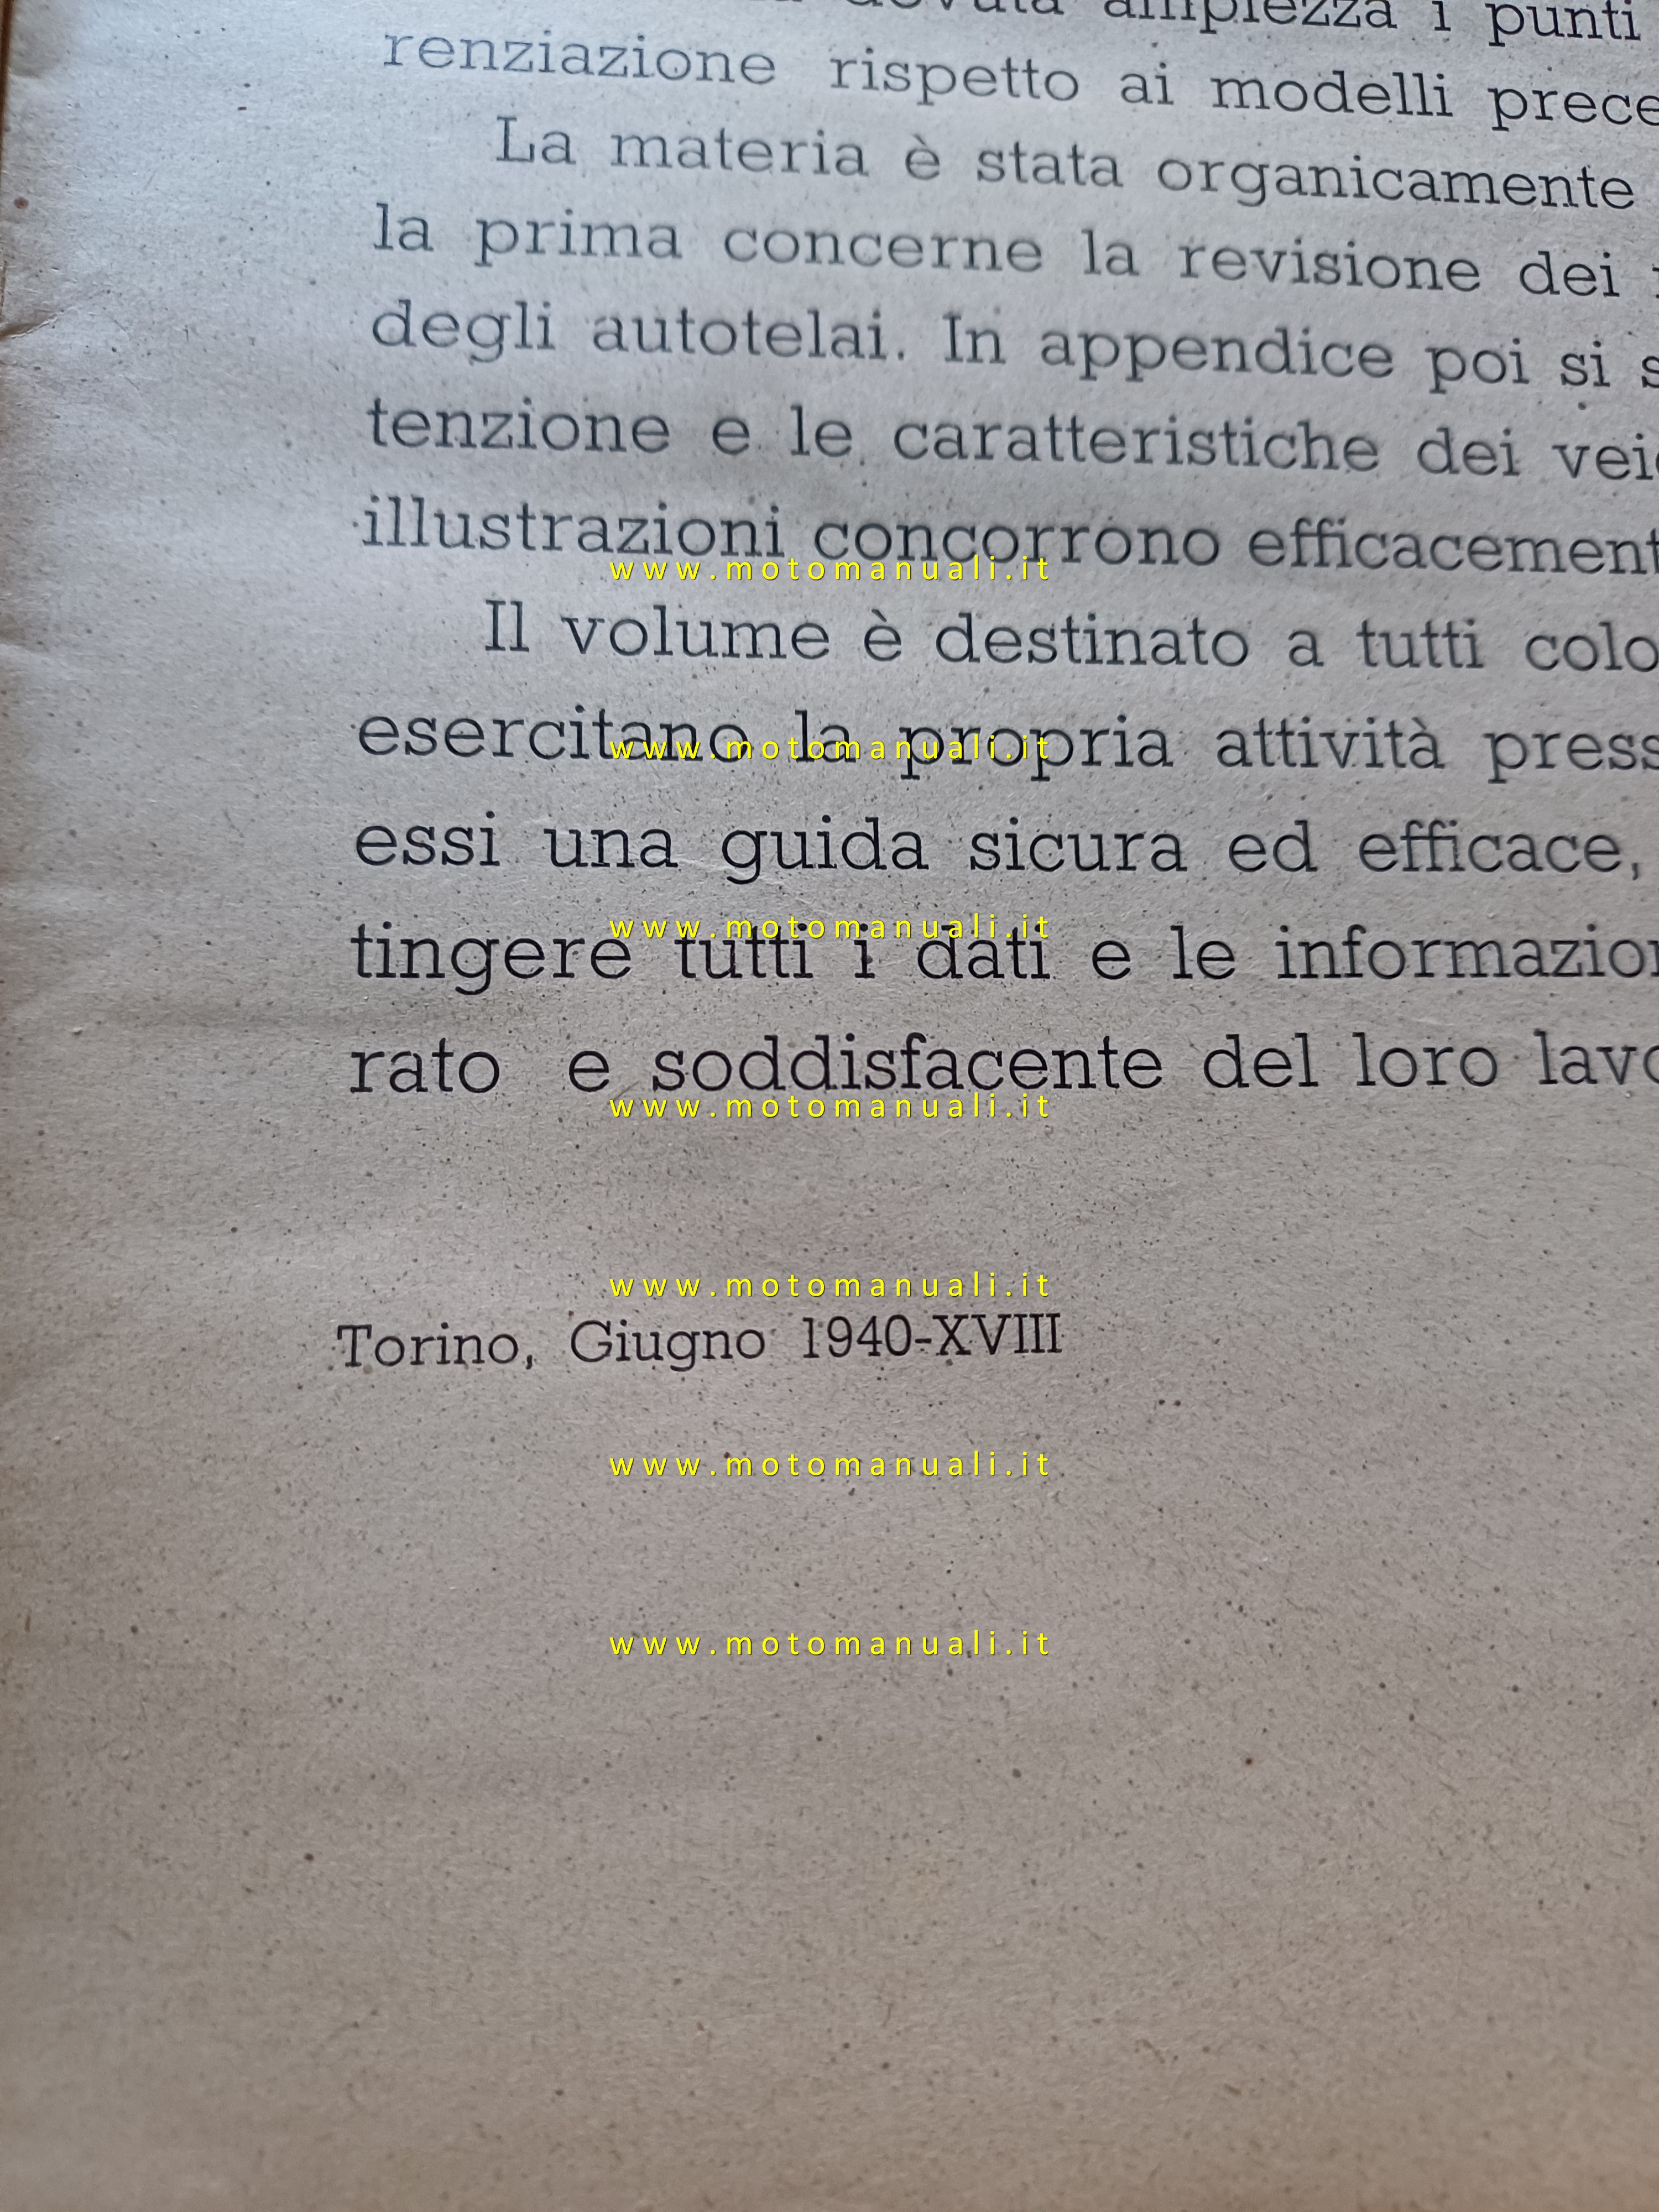 ampiezza i punti
renziazione rispetto ai modelli prece
La materia è stata organicamente
la prima concerne la revisione dei
degli autotelai. In appendice poi si s
tenzione e le caratteristiche dei vei
illustrazioni concorrono efficacement
www.motomanuali.it
Il volume è destinato a tutti colo
esercitano la propria attività press
www.motomanuali.it
essi una guida sicura ed efficace,
www.motomanuali.it
tingere tutti i dati e le informazion
rato e soddisfacente del loro lavo
www.motomanuali.it
www.motomanuali.it
Torino, Giugno 1940-XVIII
www.motomanuali.it
www.motomanuali.it